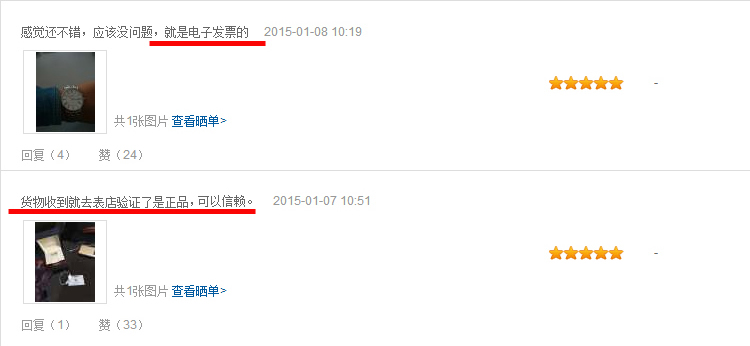 感觉还不错，应该没问题，就是电子发票的 2015-01-08 10:19
-
共1张图片 查看晒单>
回复（4） 赞（24）
货物收到就去表店验证了是正品，可以信赖。 2015-01-07 10:51
-
共1张图片 查看晒单>
回复（1） 赞（33）